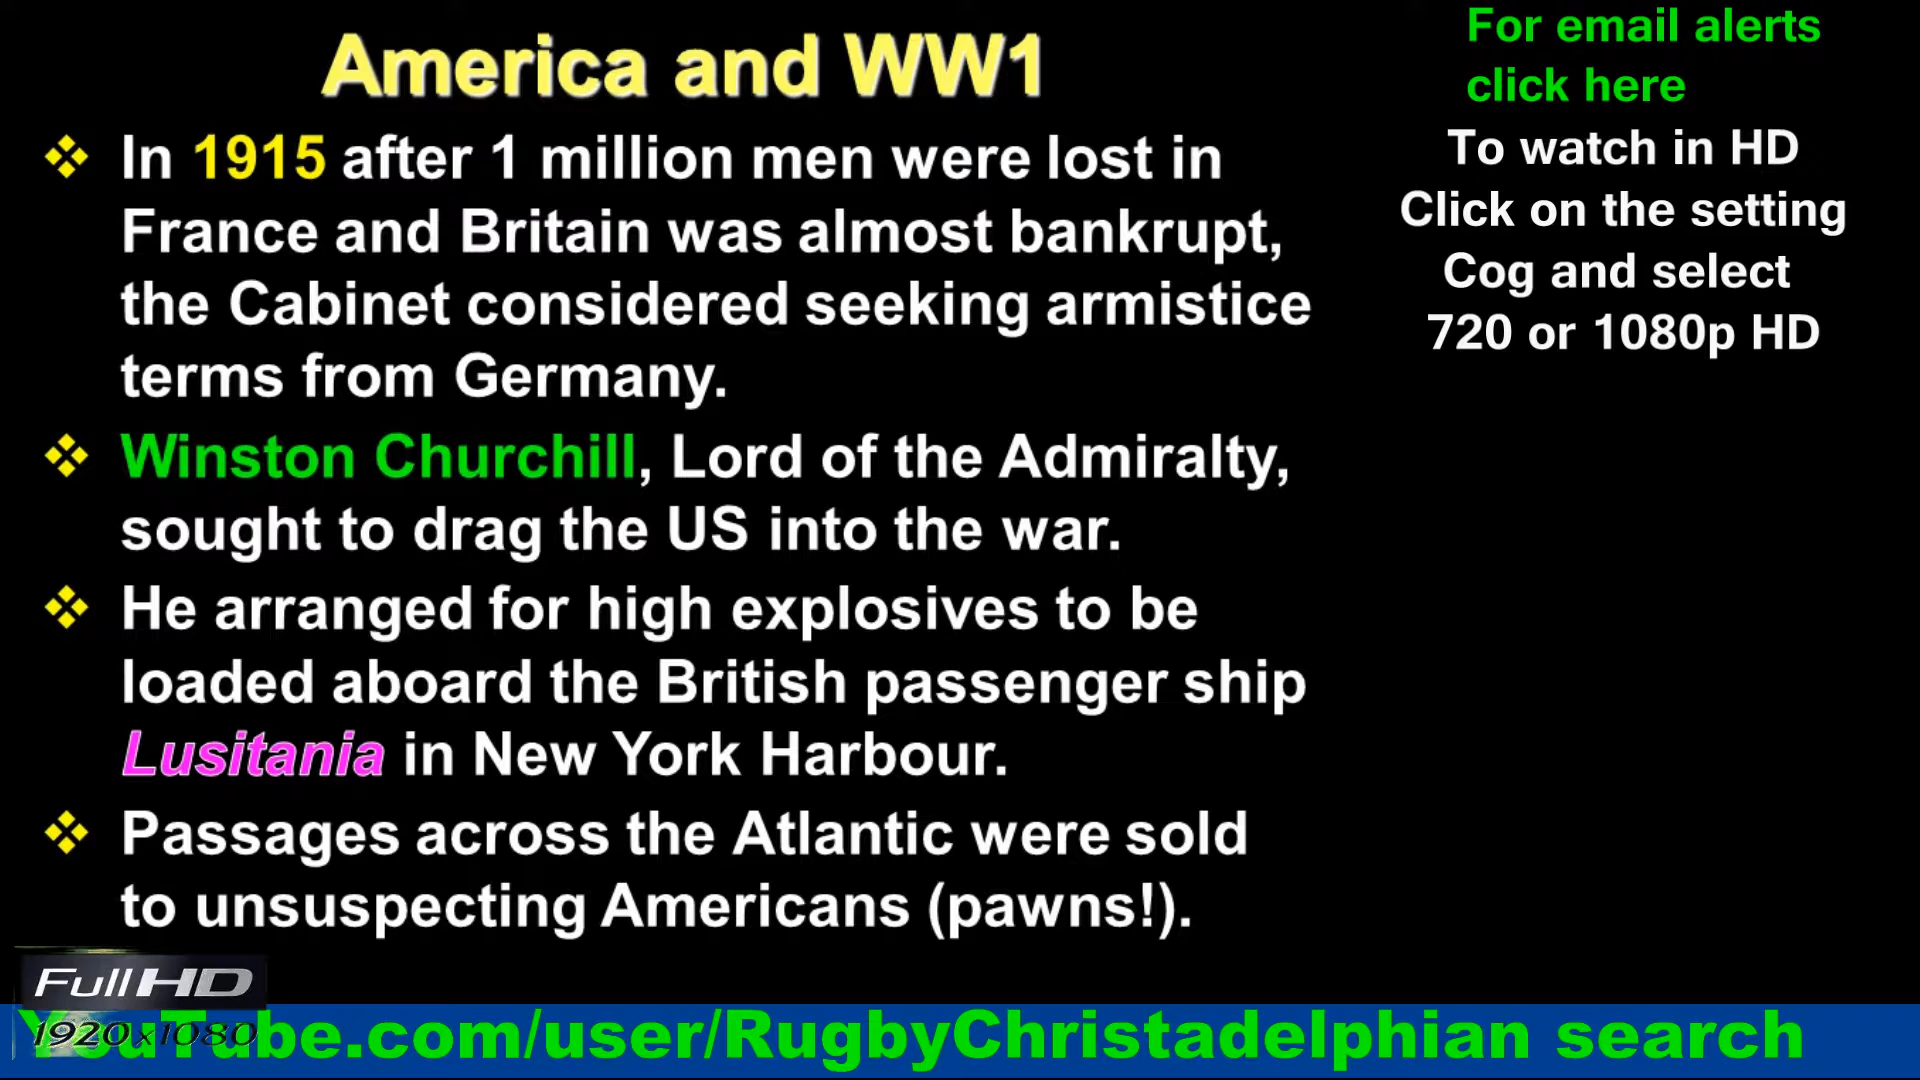 America and WW1
In 1915 after 1 million men were lost in
France and Britain was almost bankrupt,
the Cabinet considered seeking armistice
terms from Germany.
Winston Churchill, Lord of the Admiralty,
sought to drag the US into the war.
He arranged for high explosives to be
loaded aboard the British passenger ship
Lusitania in New York Harbour.
Passages across the Atlantic were sold
to unsuspecting Americans (pawns!).
For email alerts
click here
To watch in HD
Click on the setting
Cog and select
720 or 1080p HD
Full HD
1920x1080
YouTube.com/user/RugbyChristadelphian search